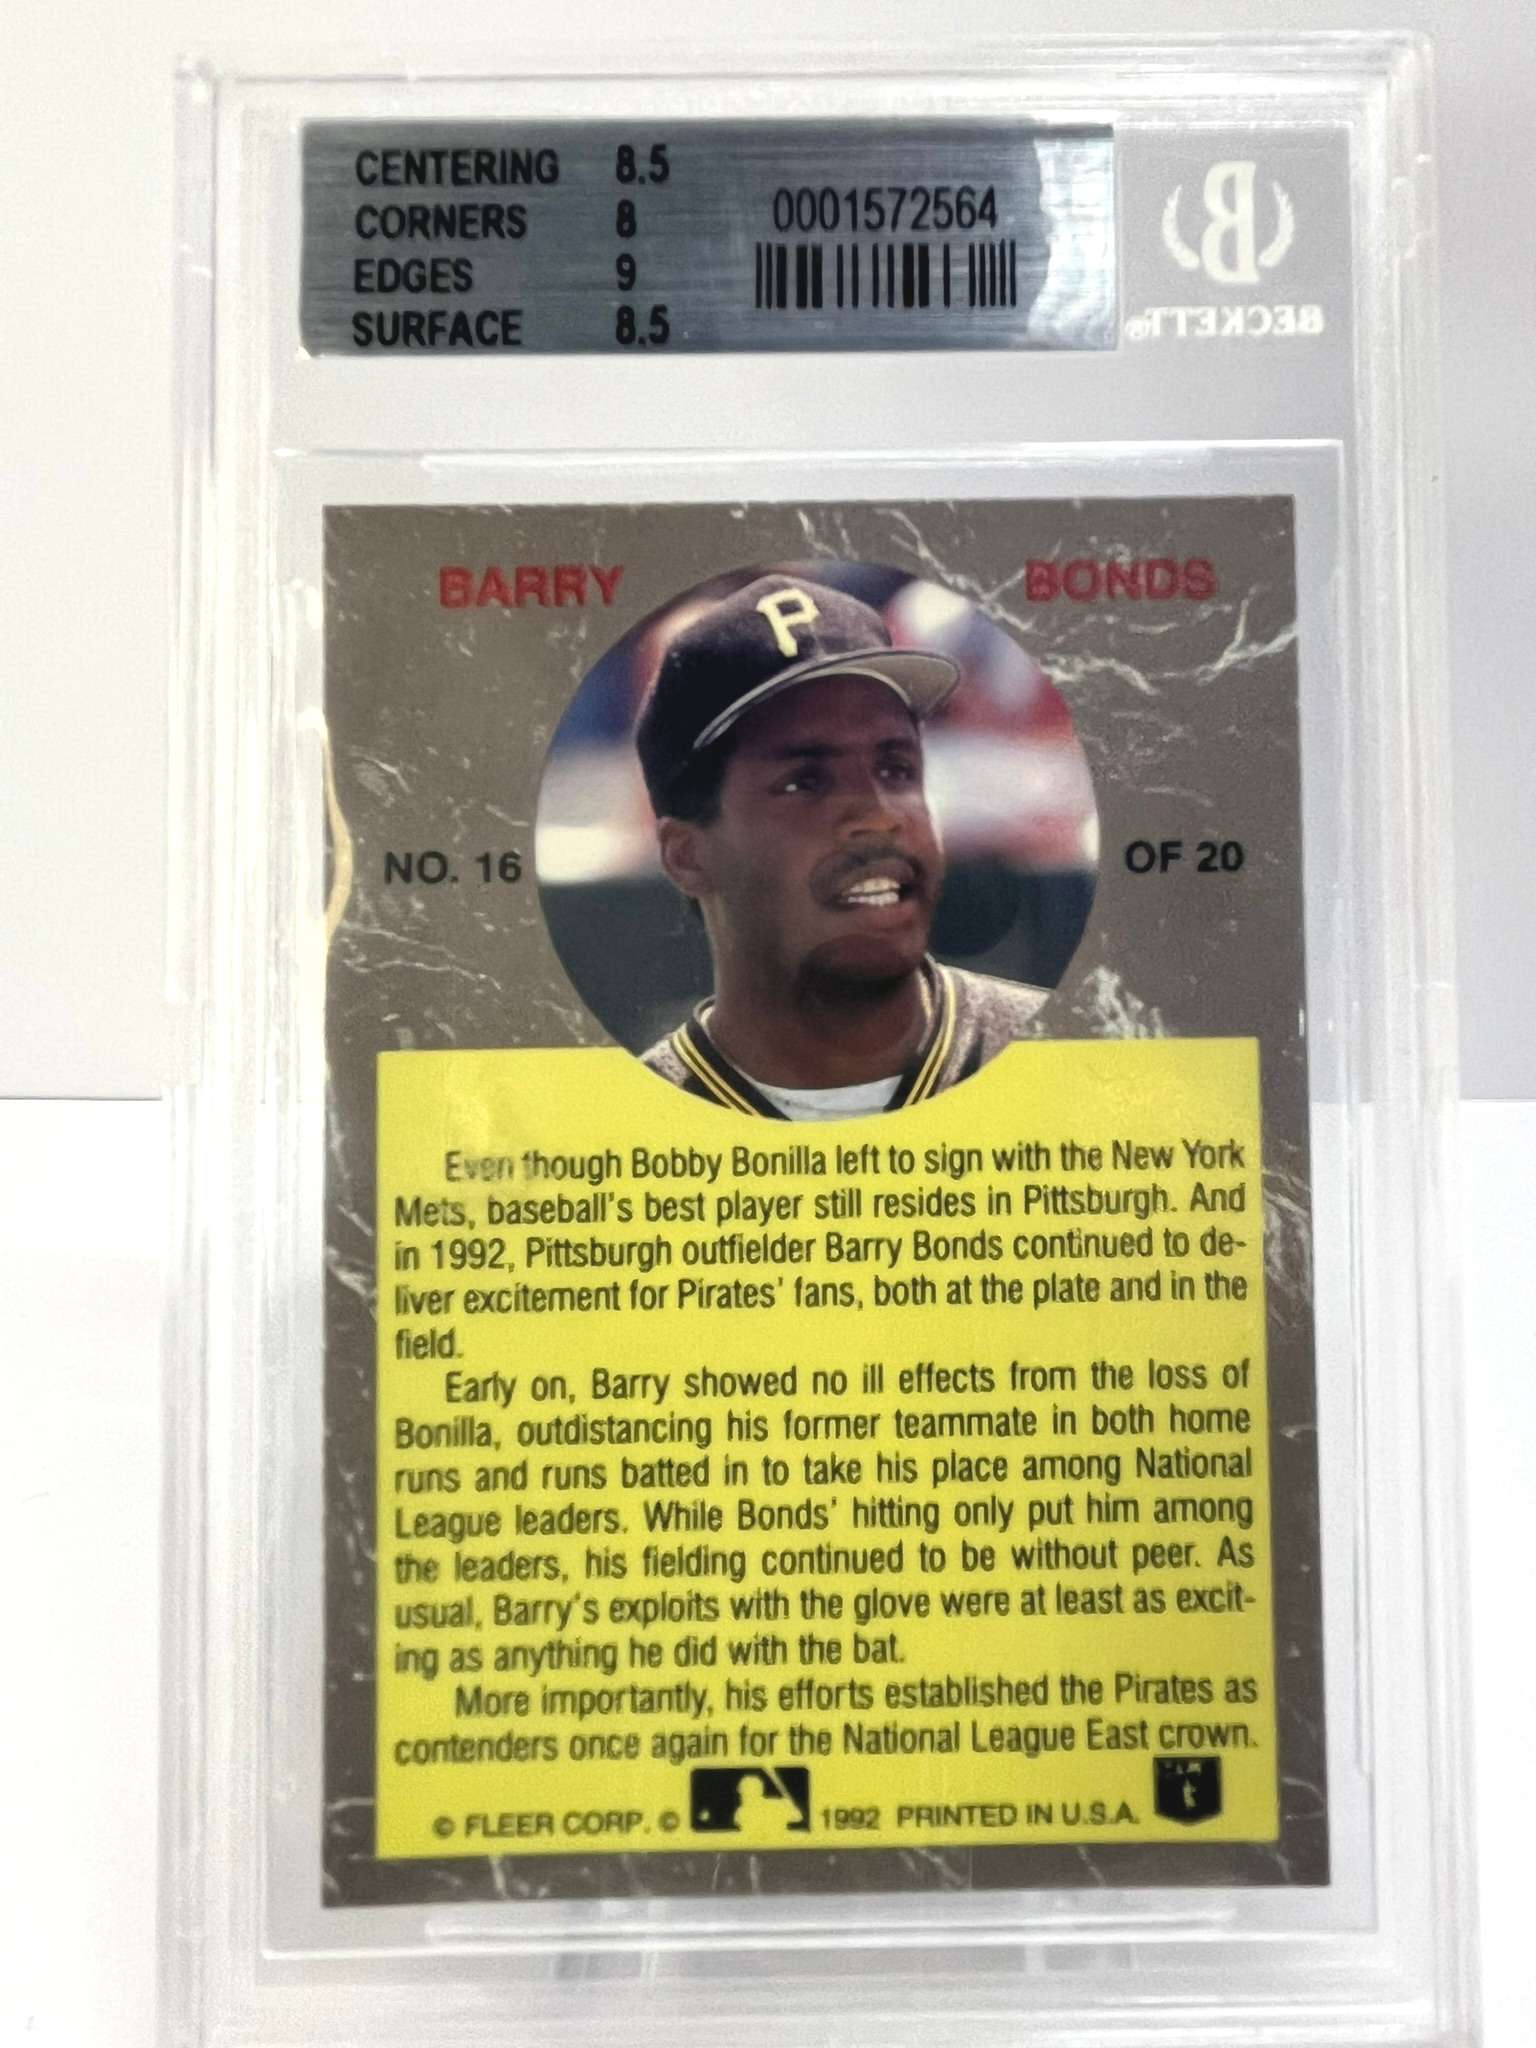 CENTERING 8.5
CORNERS 8
EDGES 9
SURFACE 8.5
0001572564
B
BECKETT®
BARRY BONDS
P
NO. 16 OF 20
Even though Bobby Bonilla left to sign with the New York
Mets, baseball's best player still resides in Pittsburgh. And
in 1992, Pittsburgh outfielder Barry Bonds continued to de-
liver excitement for Pirates' fans, both at the plate and in the
field.
Early on, Barry showed no ill effects from the loss of
Bonilla, outdistancing his former teammate in both home
runs and runs batted in to take his place among National
League leaders. While Bonds' hitting only put him among
the leaders, his fielding continued to be without peer. As
usual, Barry's exploits with the glove were at least as excit-
ing as anything he did with the bat.
More importantly, his efforts established the Pirates as
contenders once again for the National League East crown.
© FLEER CORP. © 1992 PRINTED IN U.S.A.